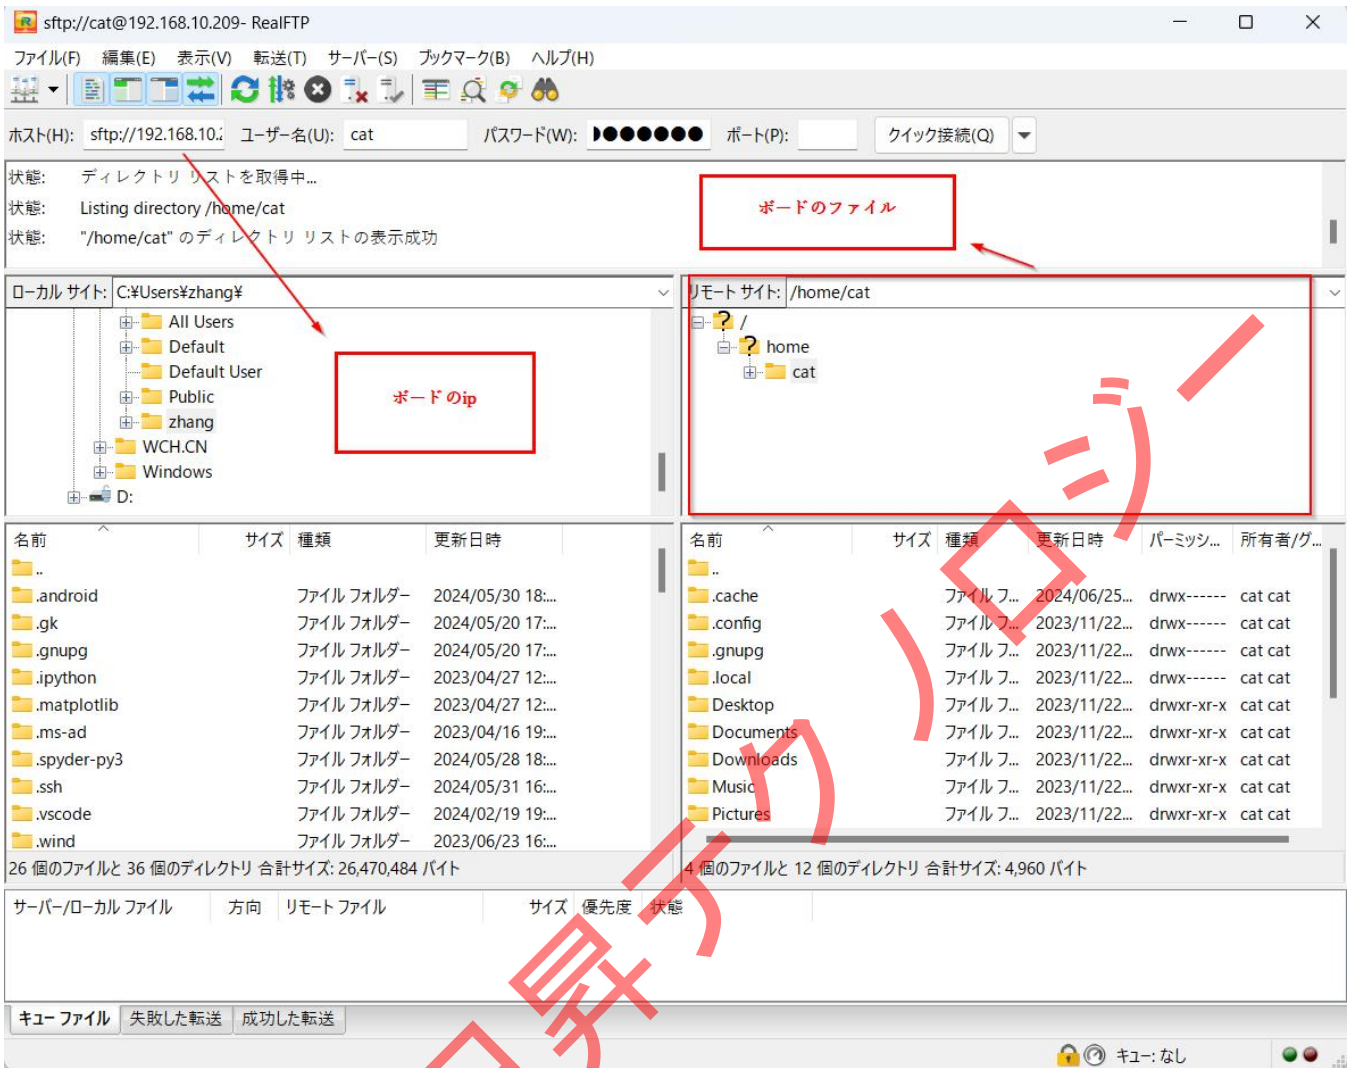 sftp://cat@192.168.10.209- RealFTP
ファイル(F) 編集(E) 表示(V) 転送(T) サーバー(S) ブックマーク(B) ヘルプ(H)
ホスト(H): sftp://192.168.10.2 ユーザー名(U): cat パスワード(W): ●●●●●●● ポート(P): クイック接続(Q)
状態: ディレクトリ リストを取得中...
状態: Listing directory /home/cat
状態: "/home/cat" のディレクトリ リストの表示成功
ボードのファイル
ローカル サイト: C:¥Users¥zhang¥
All Users
Default
Default User
Public
zhang
WCH.CN
Windows
D:
ボードのip
リモート サイト: /home/cat
/
home
cat
名前 サイズ 種類 更新日時
..
.android ファイル フォルダー 2024/05/30 18:...
.gk ファイル フォルダー 2024/05/20 17:...
.gnupg ファイル フォルダー 2024/05/20 17:...
.ipython ファイル フォルダー 2023/04/27 12:...
.matplotlib ファイル フォルダー 2023/04/27 12:...
.ms-ad ファイル フォルダー 2023/04/16 19:...
.spyder-py3 ファイル フォルダー 2024/05/28 18:...
.ssh ファイル フォルダー 2024/05/31 16:...
.vscode ファイル フォルダー 2024/02/19 19:...
.wind ファイル フォルダー 2023/06/23 16:...
26 個のファイルと 36 個のディレクトリ 合計サイズ: 26,470,484 バイト
名前 サイズ 種類 更新日時 パーミッシ... 所有者/グ...
..
.cache ファイル フ... 2024/06/25... drwx------ cat cat
.config ファイル フ... 2023/11/22... drwx------ cat cat
.gnupg ファイル フ... 2023/11/22... drwx------ cat cat
.local ファイル フ... 2023/11/22... drwx------ cat cat
Desktop ファイル フ... 2023/11/22... drwxr-xr-x cat cat
Documents ファイル フ... 2023/11/22... drwxr-xr-x cat cat
Downloads ファイル フ... 2023/11/22... drwxr-xr-x cat cat
Music ファイル フ... 2023/11/22... drwxr-xr-x cat cat
Pictures ファイル フ... 2023/11/22... drwxr-xr-x cat cat
4 個のファイルと 12 個のディレクトリ 合計サイズ: 4,960 バイト
サーバー/ローカル ファイル 方向 リモート ファイル サイズ 優先度 状態
キュー ファイル 失敗した転送 成功した転送
キュー: なし
昇テクノロジー